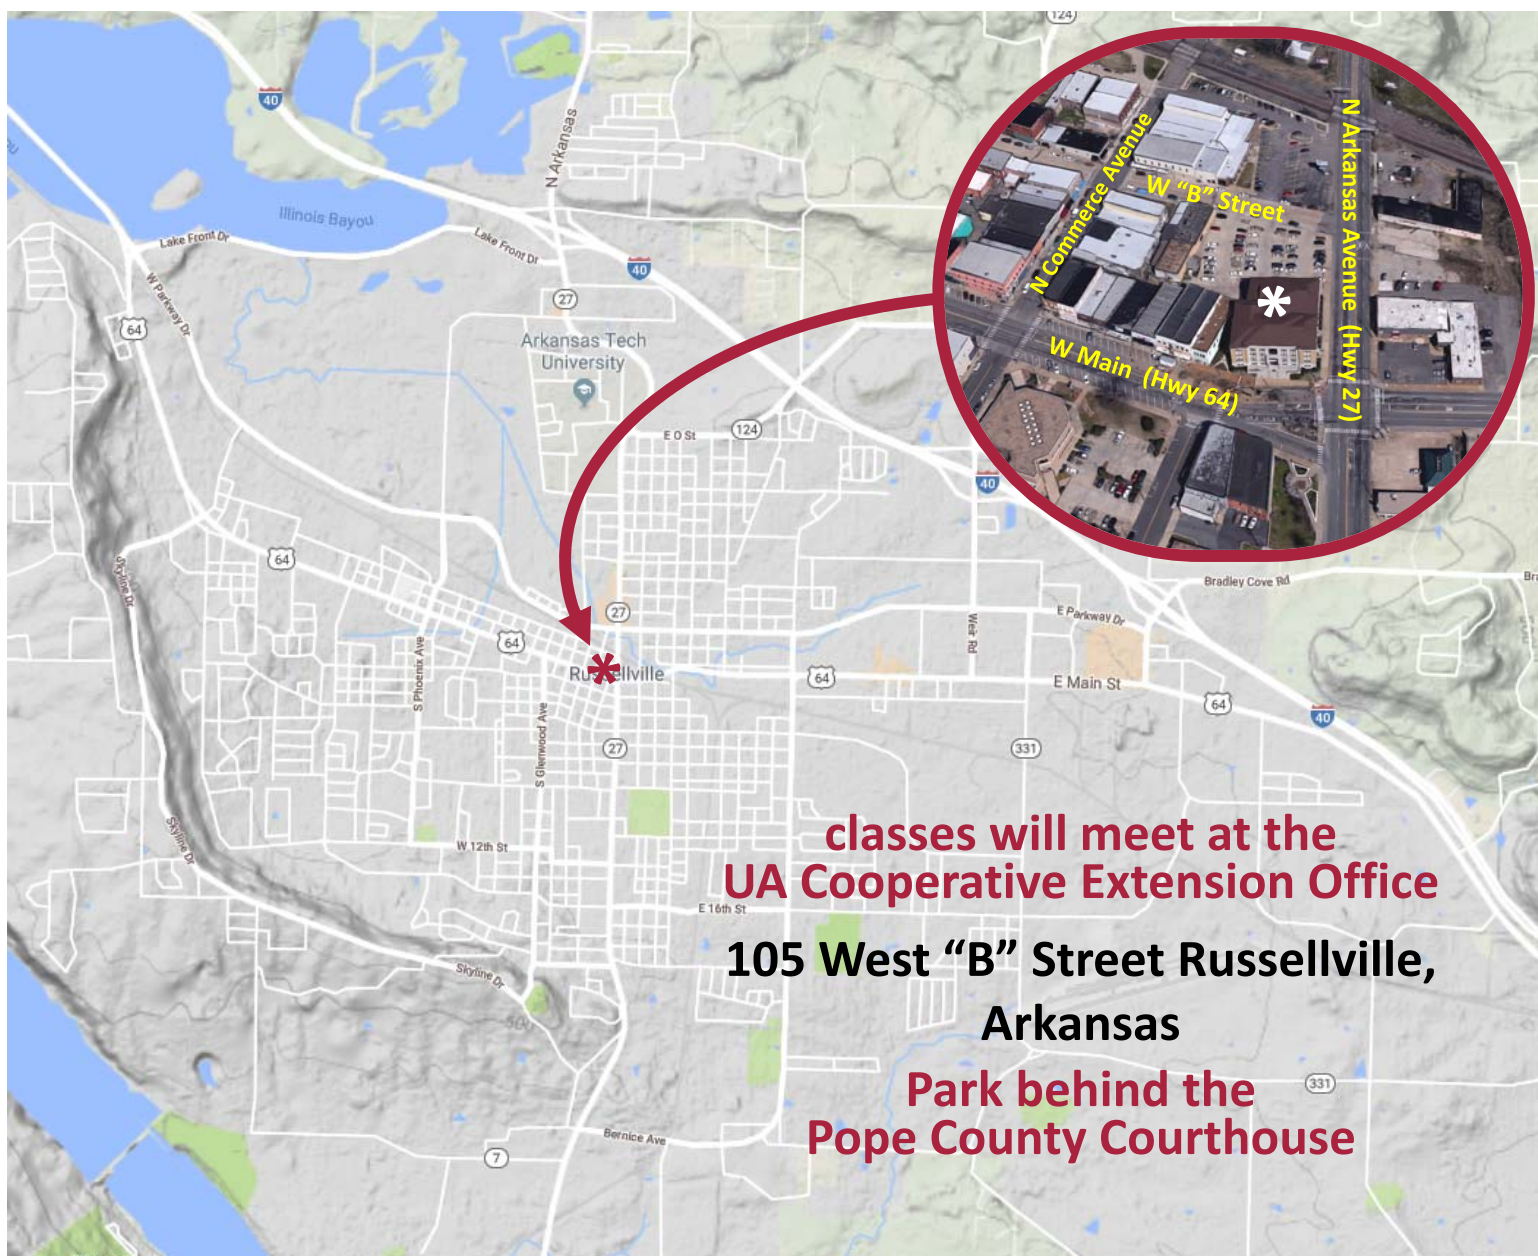 124
40
N Arkansas
Illinois Bayou
Lake Front Dr
Lake Front Dr
40
W Parkway Dr
27
64
Arkansas Tech
University
E O St
124
40
N Commerce Avenue
W “B” Street
N Arkansas Avenue (Hwy 27)
*
W Main (Hwy 64)
64
Skyline Dr
Bradley Cove Rd
27
E Parkway Dr
Weir Rd
64
S Phoenix Ave
*
Russellville
64
E Main St
64
40
S Glenwood Ave
27
331
Skyline Dr
W 12th St
classes will meet at the
UA Cooperative Extension Office
E 16th St
105 West “B” Street Russellville,
Arkansas
Skyline Dr
500
Park behind the
Pope County Courthouse
331
Bernice Ave
7